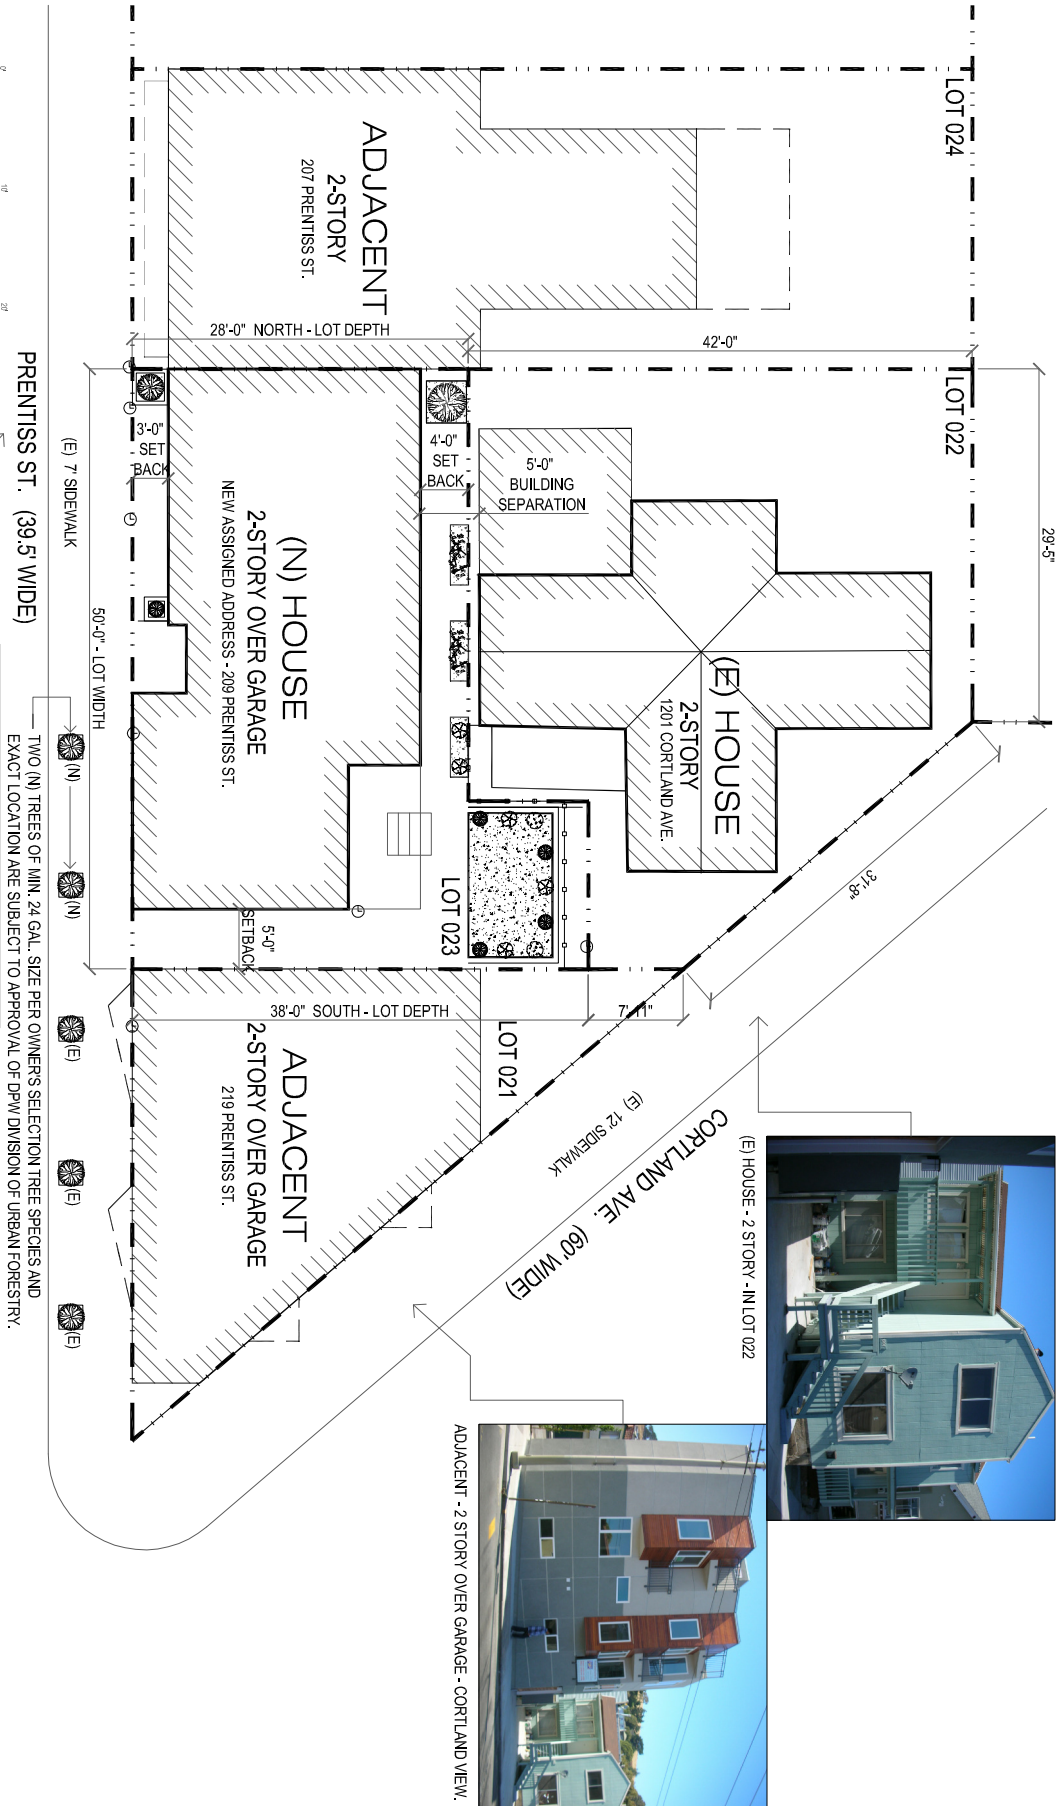 LOT 024
ADJACENT
2-STORY
207 PRENTISS ST.
28'-0" NORTH - LOT DEPTH
42'-0"
LOT 022
29'-5"
3'-0"
SET
BACK
4'-0"
SET
BACK
5'-0"
BUILDING
SEPARATION
(N) HOUSE
2-STORY OVER GARAGE
NEW ASSIGNED ADDRESS - 209 PRENTISS ST.
(E) HOUSE
2-STORY
1201 CORTLAND AVE.
31'-8"
LOT 023
5'-0"
SETBACK
38'-0" SOUTH - LOT DEPTH
7'-11"
LOT 021
ADJACENT
2-STORY OVER GARAGE
219 PRENTISS ST.
(E) 12' SIDEWALK
CORTLAND AVE. (60' WIDE)
(E) HOUSE - 2 STORY - IN LOT 022
ADJACENT - 2 STORY OVER GARAGE - CORTLAND VIEW.
50'-0" - LOT WIDTH
(E) 7' SIDEWALK
PRENTISS ST. (39.5' WIDE)
(N)
(N)
(E)
(E)
(E)
TWO (N) TREES OF MIN. 24 GAL. SIZE PER OWNER'S SELECTION TREE SPECIES AND
EXACT LOCATION ARE SUBJECT TO APPROVAL OF DPW DIVISION OF URBAN FORESTRY.
0'
10'
20'